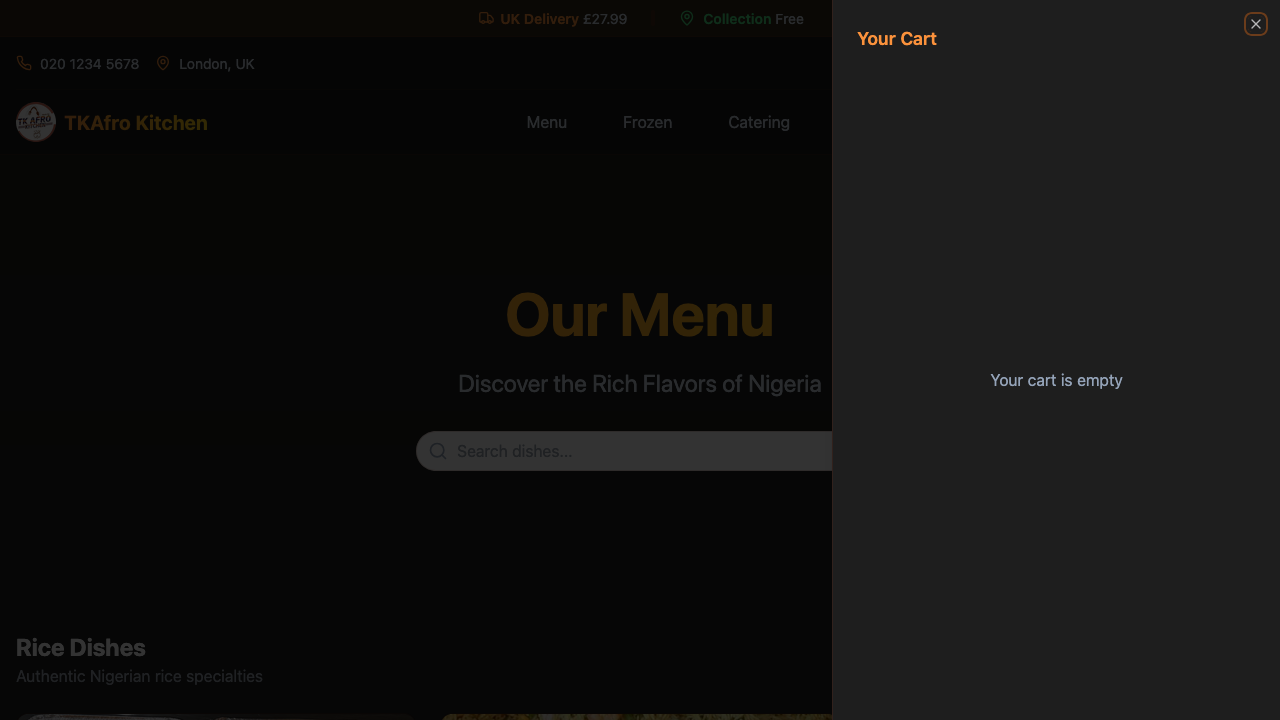 UK Delivery £27.99
Collection Free
020 1234 5678
London, UK
TKAfro Kitchen
Menu
Frozen
Catering
Our Menu
Discover the Rich Flavors of Nigeria
Search dishes...
Rice Dishes
Authentic Nigerian rice specialties
Your Cart
Your cart is empty